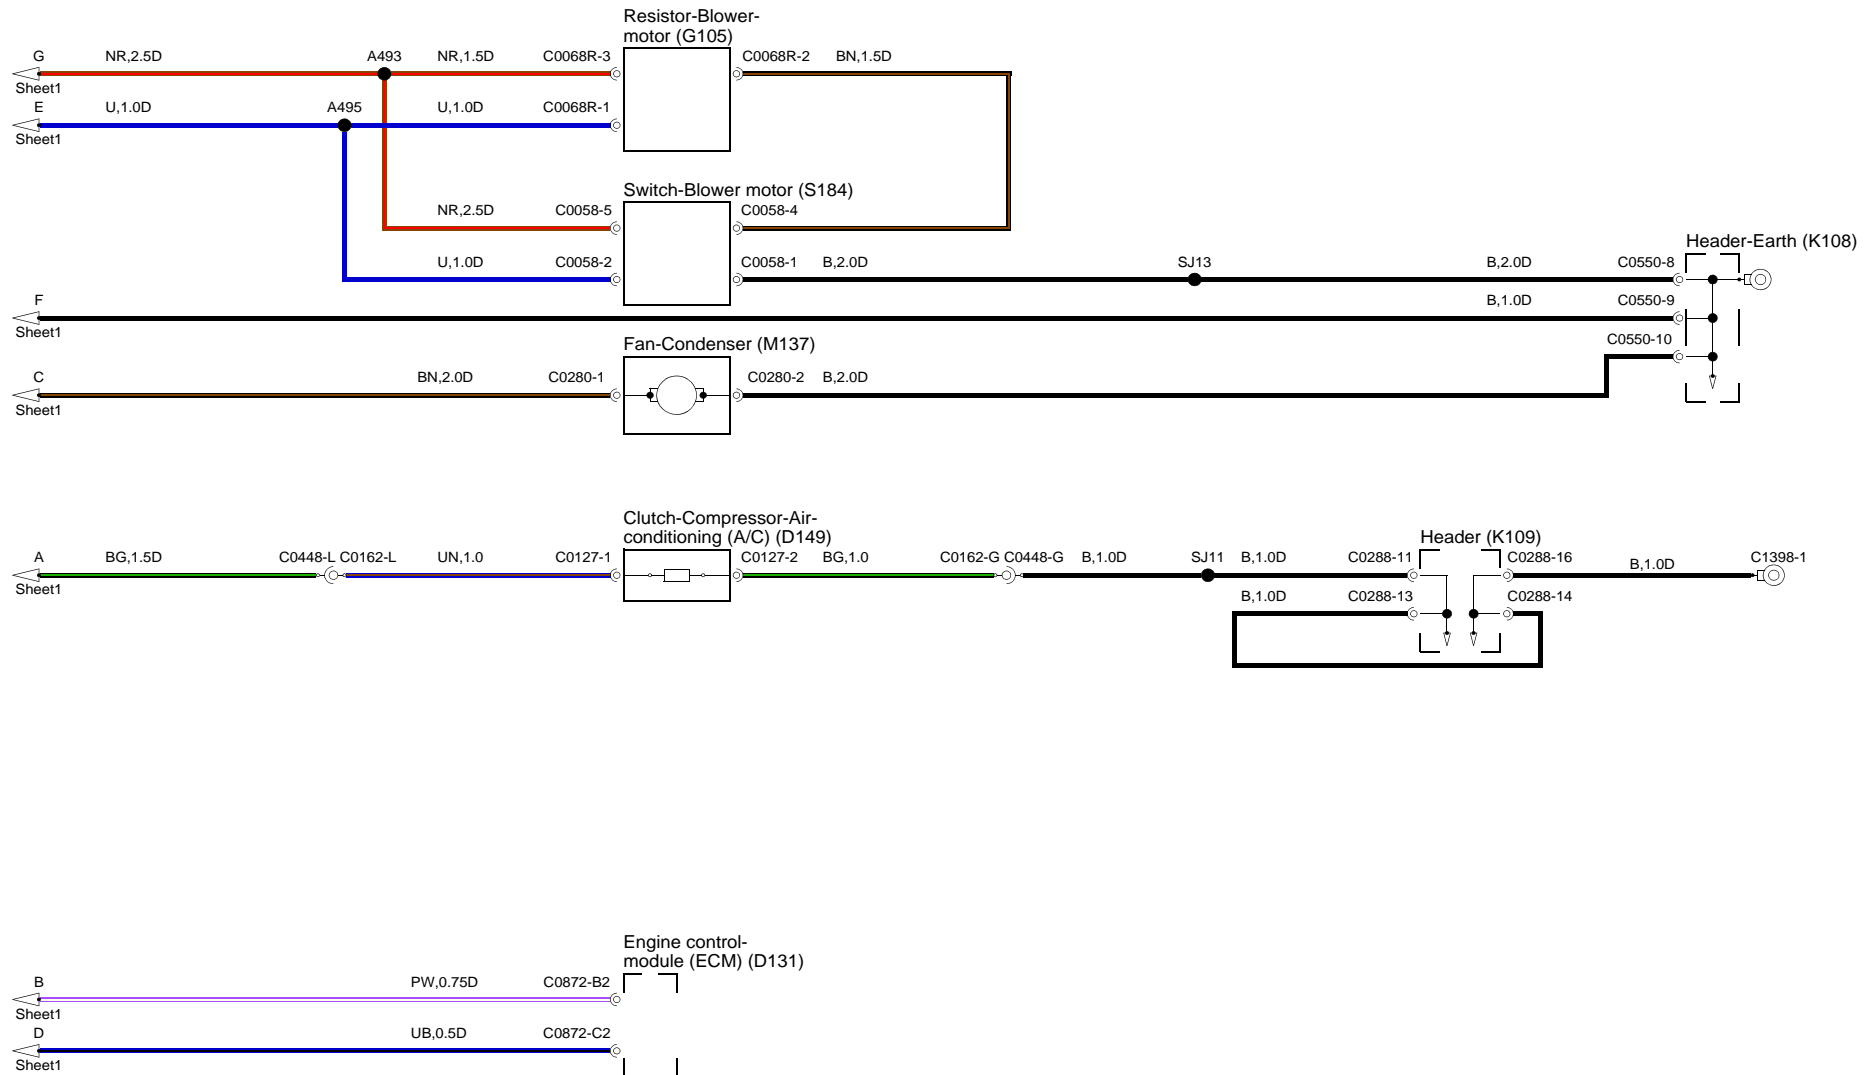 Resistor-Blower-
motor (G105)
G NR,2.5D A493 NR,1.5D C0068R-3 C0068R-2 BN,1.5D
Sheet1
E U,1.0D A495 U,1.0D C0068R-1
Sheet1
Switch-Blower motor (S184)
NR,2.5D C0058-5 C0058-4
Header-Earth (K108)
U,1.0D C0058-2 C0058-1 B,2.0D SJ13 B,2.0D C0550-8
F B,1.0D C0550-9
Sheet1
Fan-Condenser (M137) C0550-10
C BN,2.0D C0280-1 C0280-2 B,2.0D
Sheet1
Clutch-Compressor-Air-
conditioning (A/C) (D149) Header (K109)
A BG,1.5D C0448-L C0162-L UN,1.0 C0127-1 C0127-2 BG,1.0 C0162-G C0448-G B,1.0D SJ11 B,1.0D C0288-11 C0288-16 B,1.0D C1398-1
Sheet1
B,1.0D C0288-13 C0288-14
Engine control-
module (ECM) (D131)
B PW,0.75D C0872-B2
Sheet1
D UB,0.5D C0872-C2
Sheet1